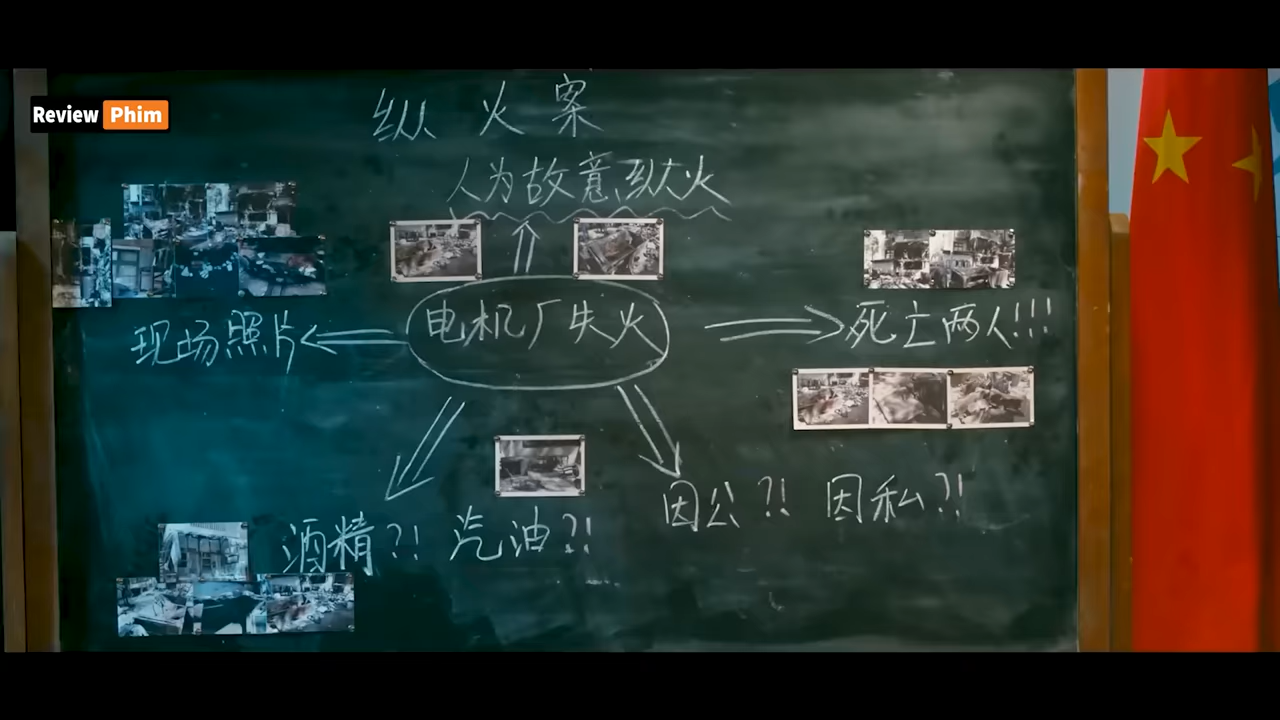 Review Phim
纵火案
人为故意纵火
电机厂失火
现场照片
死亡两人!!!
酒精?! 汽油?!
因公?! 因私?!